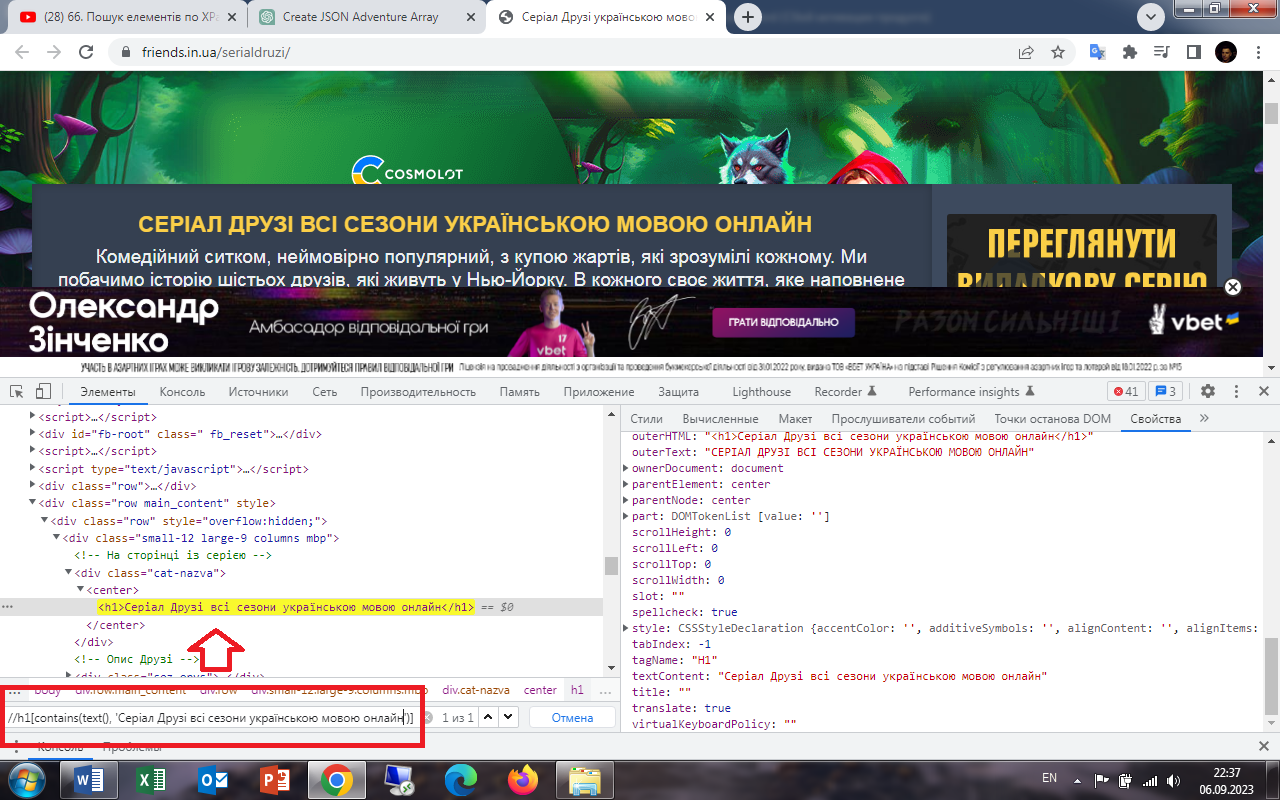 (28) 66. Пошук елементів по XPa
Create JSON Adventure Array
Серіал Друзі українською мово
friends.in.ua/serialdruzi/
COSMOLOT
СЕРІАЛ ДРУЗІ ВСІ СЕЗОНИ УКРАЇНСЬКОЮ МОВОЮ ОНЛАЙН
Комедійний ситком, неймовірно популярний, з купою жартів, які зрозумілі кожному. Ми
побачимо історію шістьох друзів, які живуть у Нью-Йорку. В кожного своє життя, яке наповнене
ПЕРЕГЛЯНУТИ
ВИПАДКОВУ СЕРІЮ
Олександр
Зінченко
Амбасадор відповідальної гри
17
vbet
ГРАТИ ВІДПОВІДАЛЬНО
РАЗОМ СИЛЬНІШІ
vbet
УЧАСТЬ В АЗАРТНИХ ІГРАХ МОЖЕ ВИКЛИКАТИ ІГРОВУ ЗАЛЕЖНІСТЬ. ДОТРИМУЙТЕСЯ ПРАВИЛ ВІДПОВІДАЛЬНОЇ ГРИ
Элементы
Консоль
Источники
Сеть
Производительность
Память
Приложение
Защита
Lighthouse
Recorder
Performance insights
41
3
<script>…</script>
<div id="fb-root" class=" fb_reset">…</div>
<script>…</script>
<script type="text/javascript">…</script>
<div class="row">…</div>
<div class="row main_content" style>
<div class="row" style="overflow:hidden;">
<div class="small-12 large-9 columns mbp">
<!-- На сторінці із серією -->
<div class="cat-nazva">
<center>
… <h1>Серіал Друзі всі сезони українською мовою онлайн</h1> == $0
</center>
</div>
<!-- Опис Друзі -->
… body div.row.main_content div.row div.small-12.large-9.columns.mbp div.cat-nazva center h1 …
//h1[contains(text(), 'Серіал Друзі всі сезони українською мовою онлайн')]
1 из 1
Отмена
Стили
Вычисленные
Макет
Прослушиватели событий
Точки останова DOM
Свойства
»
outerHTML: "<h1>Серіал Друзі всі сезони українською мовою онлайн</h1>"
outerText: "СЕРІАЛ ДРУЗІ ВСІ СЕЗОНИ УКРАЇНСЬКОЮ МОВОЮ ОНЛАЙН"
ownerDocument: document
parentElement: center
parentNode: center
part: DOMTokenList [value: '']
scrollHeight: 0
scrollLeft: 0
scrollTop: 0
scrollWidth: 0
slot: ""
spellcheck: true
style: CSSStyleDeclaration {accentColor: '', additiveSymbols: '', alignContent: '', alignItems:
tabIndex: -1
tagName: "H1"
textContent: "Серіал Друзі всі сезони українською мовою онлайн"
title: ""
translate: true
virtualKeyboardPolicy: ""
Консоль
Проблемы
EN
22:37
06.09.2023